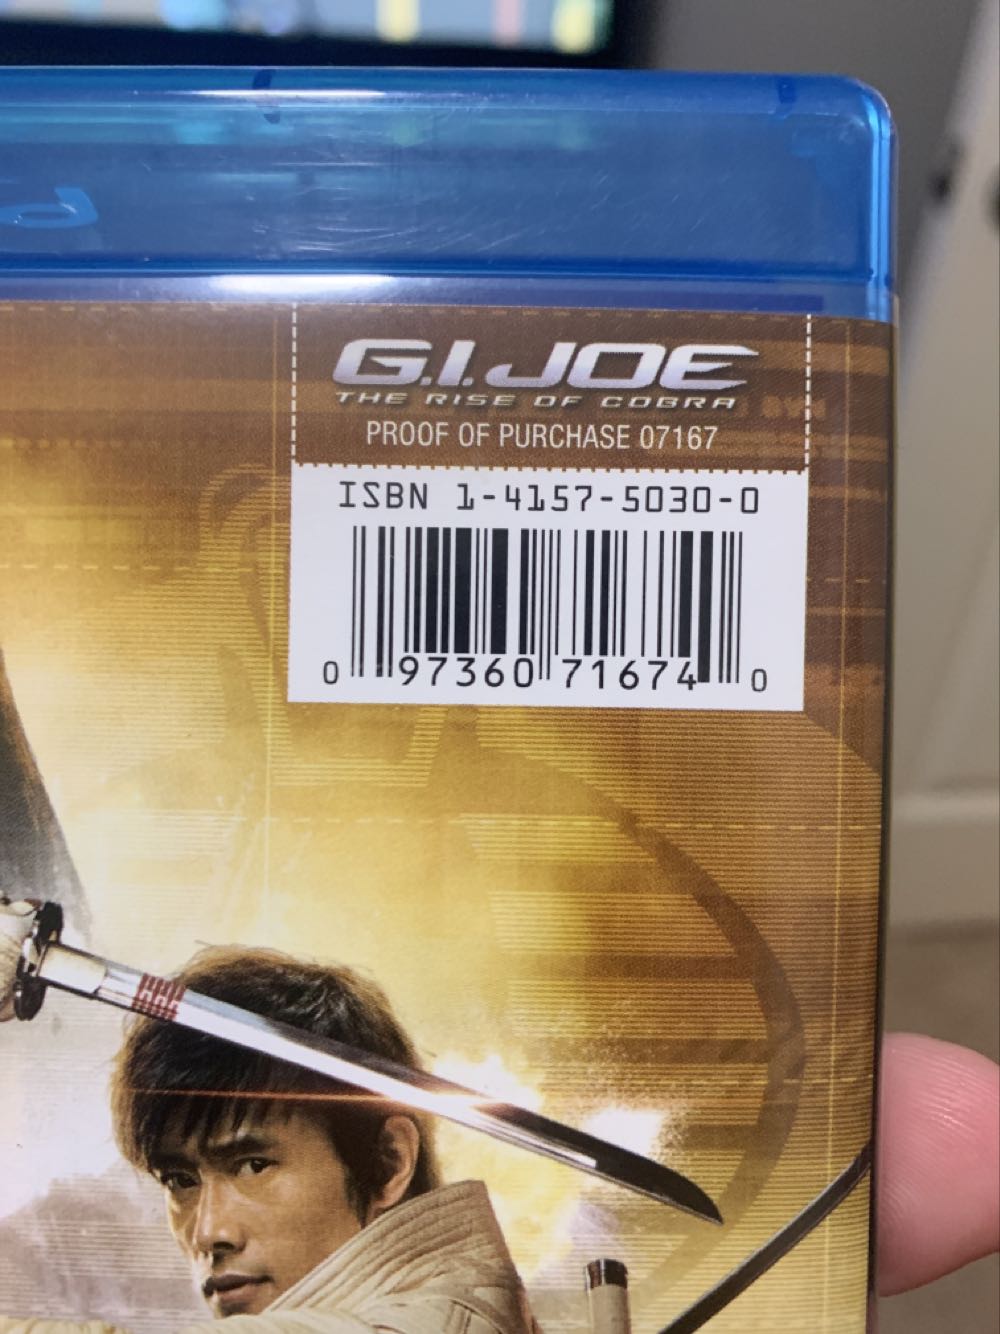 G.I.JOE
THE RISE OF COBRA
PROOF OF PURCHASE 07167
ISBN 1-4157-5030-0
0 97360 71674 0